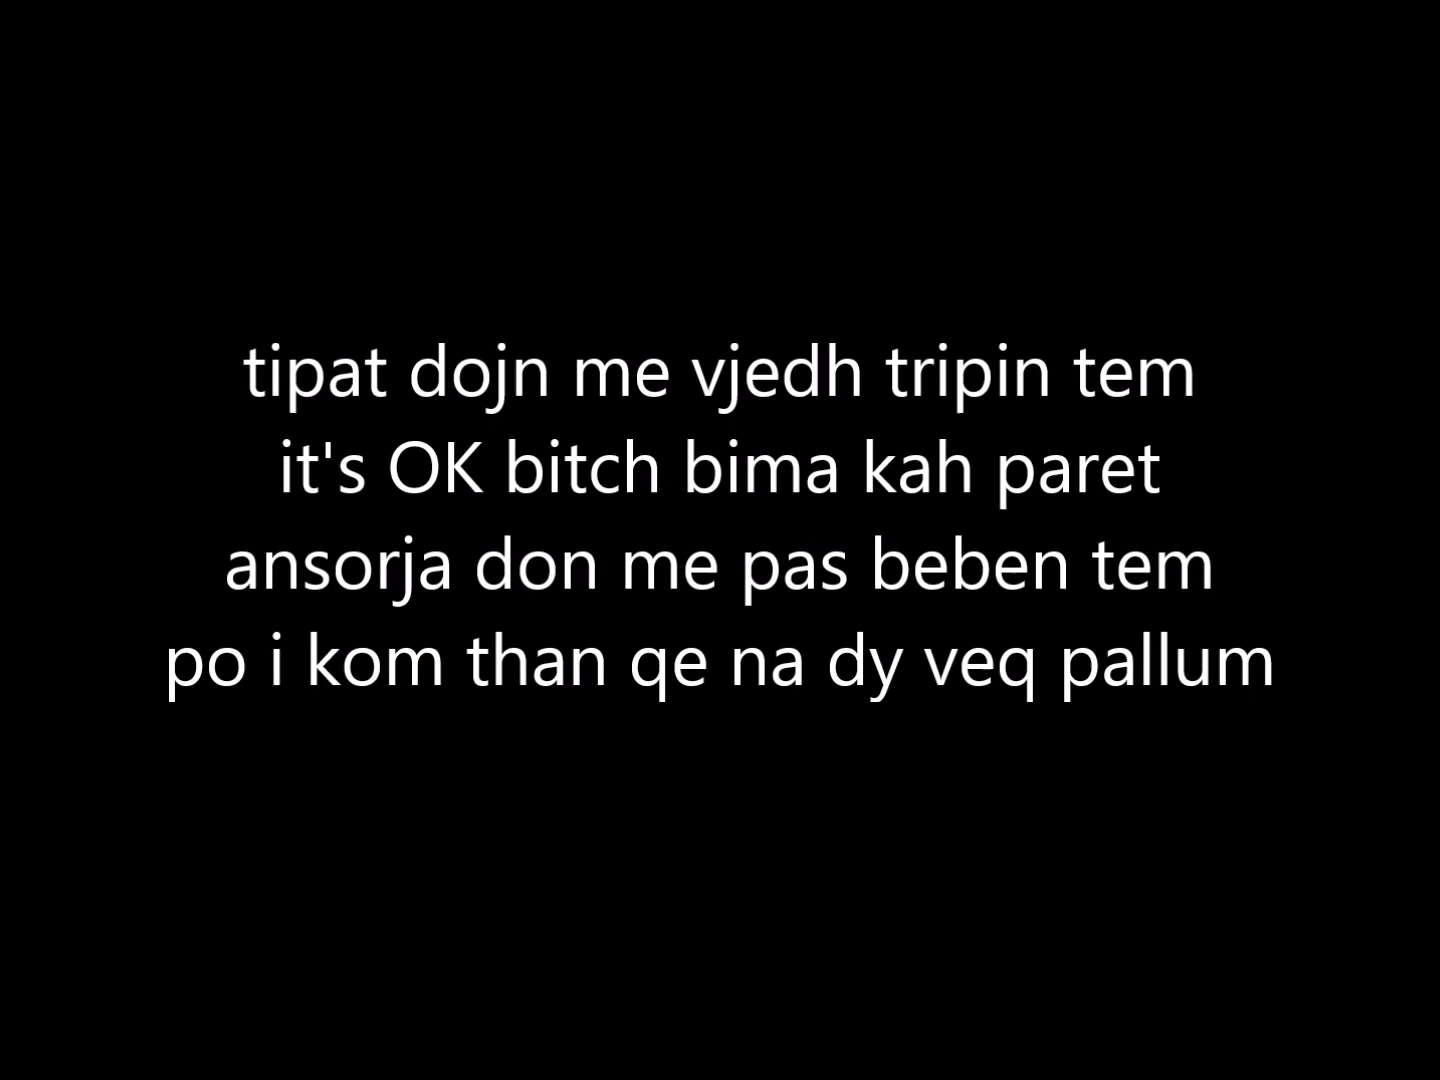 tipat dojn me vjedh tripin tem
it's OK bitch bima kah paret
ansorja don me pas beben tem
po i kom than qe na dy veq pallum